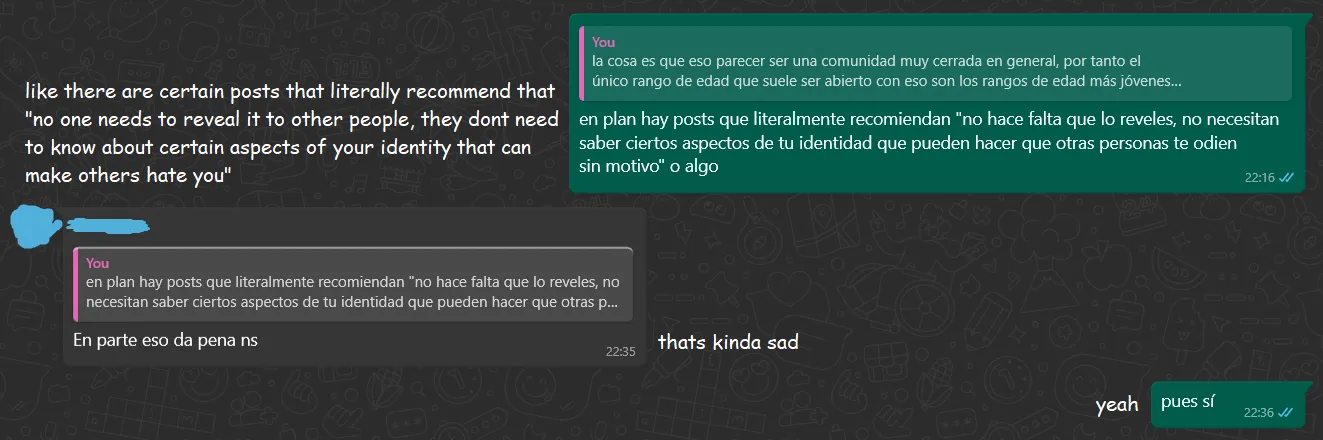 You
la cosa es que eso parecer ser una comunidad muy cerrada en general, por tanto el
único rango de edad que suele ser abierto con eso son los rangos de edad más jóvenes...
like there are certain posts that literally recommend that
"no one needs to reveal it to other people, they dont need
to know about certain aspects of your identity that can
make others hate you"
en plan hay posts que literalmente recomiendan "no hace falta que lo reveles, no necesitan
saber ciertos aspectos de tu identidad que pueden hacer que otras personas te odien
sin motivo" o algo
22:16
You
en plan hay posts que literalmente recomiendan "no hace falta que lo reveles, no
necesitan saber ciertos aspectos de tu identidad que pueden hacer que otras p...
En parte eso da pena ns
22:35
thats kinda sad
yeah
pues sí
22:36